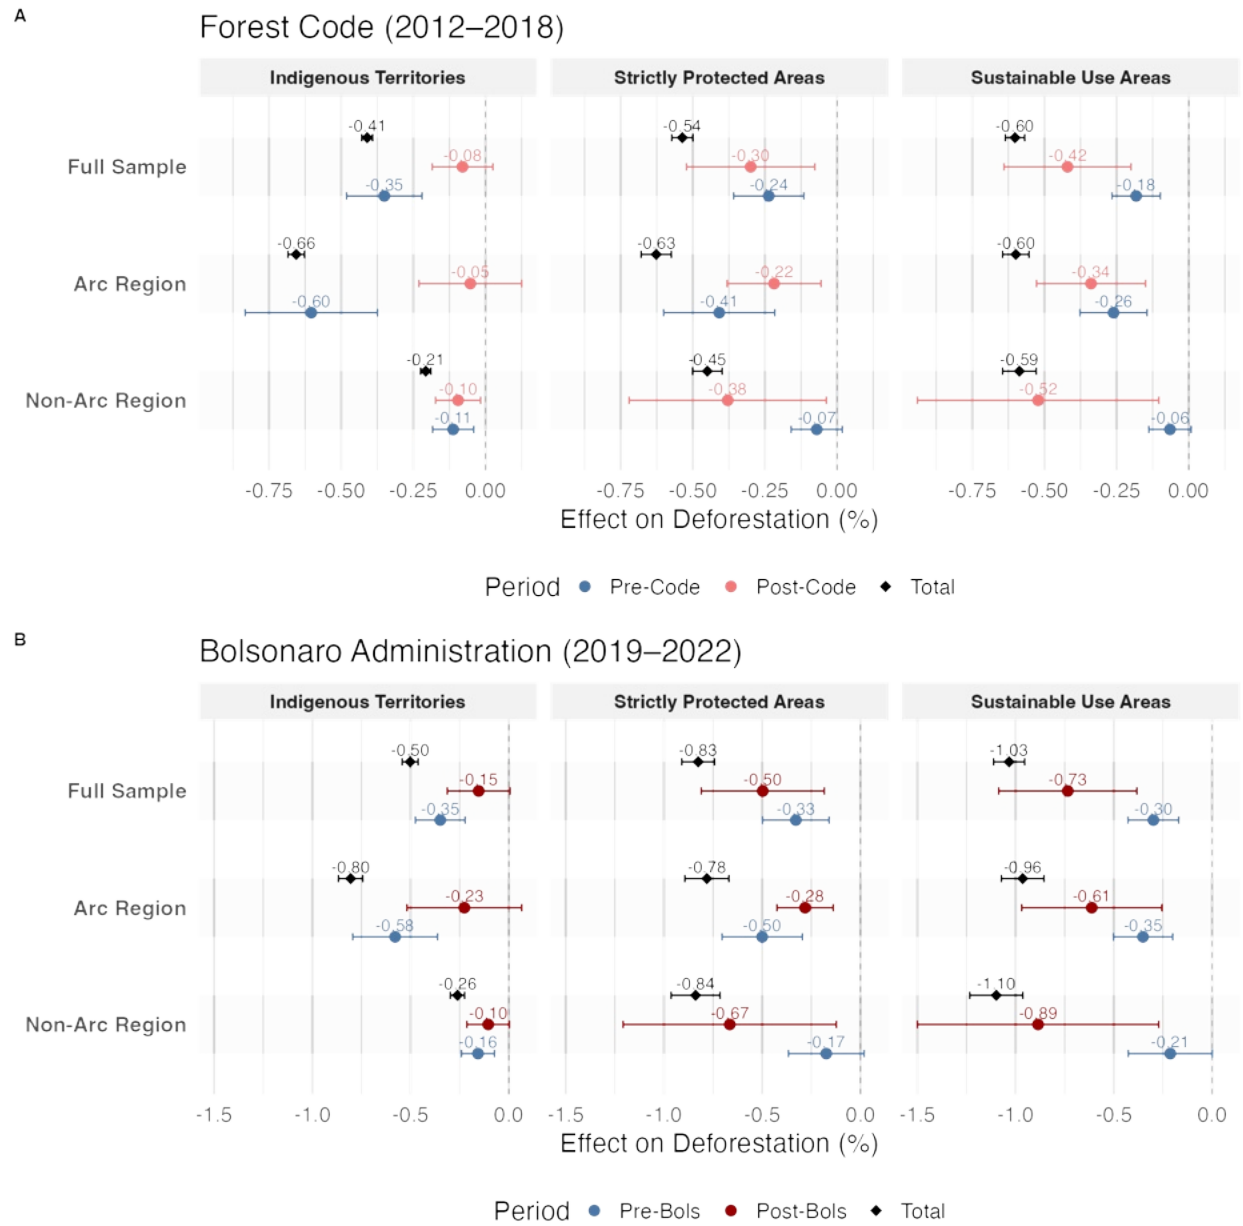 A
Forest Code (2012–2018)
Indigenous Territories Strictly Protected Areas Sustainable Use Areas
-0.41 -0.54 -0.60
Full Sample -0.08 -0.30 -0.42
-0.35 -0.24 -0.18
-0.66 -0.63 -0.60
Arc Region -0.05 -0.22 -0.34
-0.60 -0.41 -0.26
-0.21 -0.45 -0.59
Non-Arc Region -0.10 -0.38 -0.52
-0.11 -0.07 -0.06
-0.75 -0.50 -0.25 0.00 -0.75 -0.50 -0.25 0.00 -0.75 -0.50 -0.25 0.00
Effect on Deforestation (%)
Period Pre-Code Post-Code Total
B
Bolsonaro Administration (2019–2022)
Indigenous Territories Strictly Protected Areas Sustainable Use Areas
-0.50 -0.83 -1.03
Full Sample -0.15 -0.50 -0.73
-0.35 -0.33 -0.30
-0.80 -0.78 -0.96
Arc Region -0.23 -0.28 -0.61
-0.58 -0.50 -0.35
-0.26 -0.84 -1.10
Non-Arc Region -0.10 -0.67 -0.89
-0.16 -0.17 -0.21
-1.5 -1.0 -0.5 0.0 -1.5 -1.0 -0.5 0.0 -1.5 -1.0 -0.5 0.0
Effect on Deforestation (%)
Period Pre-Bols Post-Bols Total